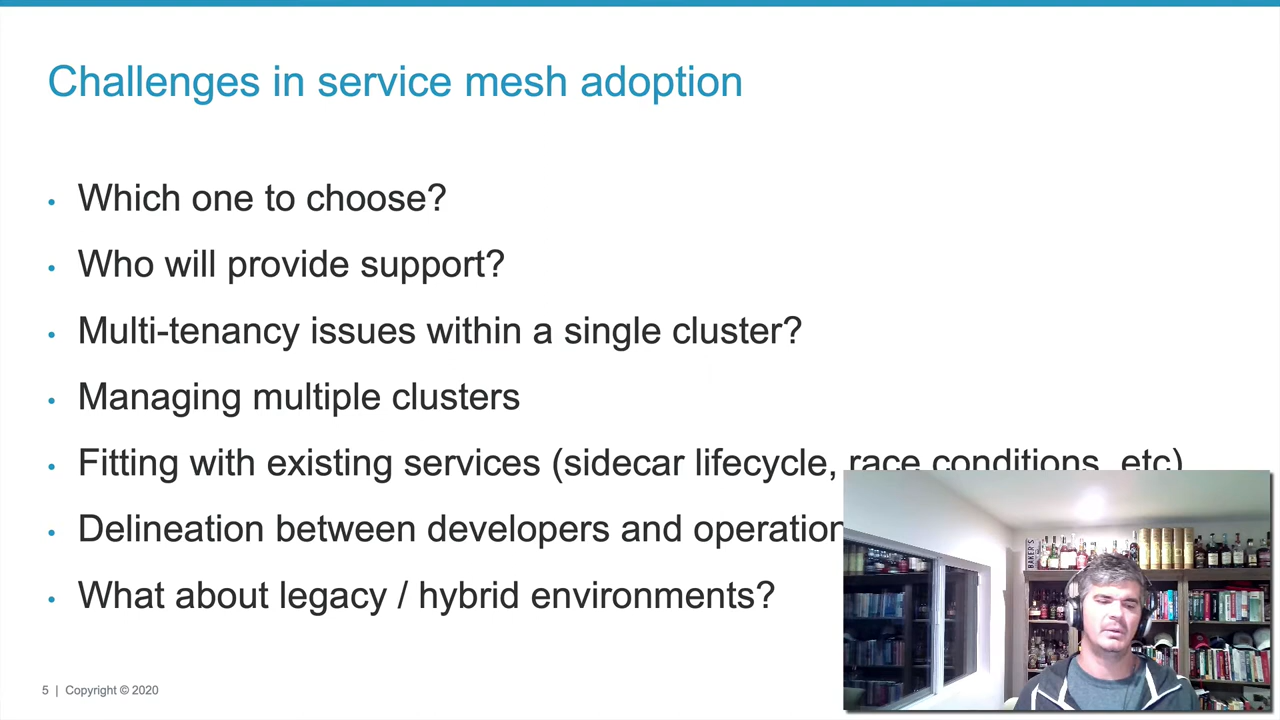 Challenges in service mesh adoption
• Which one to choose?
• Who will provide support?
• Multi-tenancy issues within a single cluster?
• Managing multiple clusters
• Fitting with existing services (sidecar lifecycle, race conditions, etc)
• Delineation between developers and operation
• What about legacy / hybrid environments?
BAKER'S
5 | Copyright © 2020